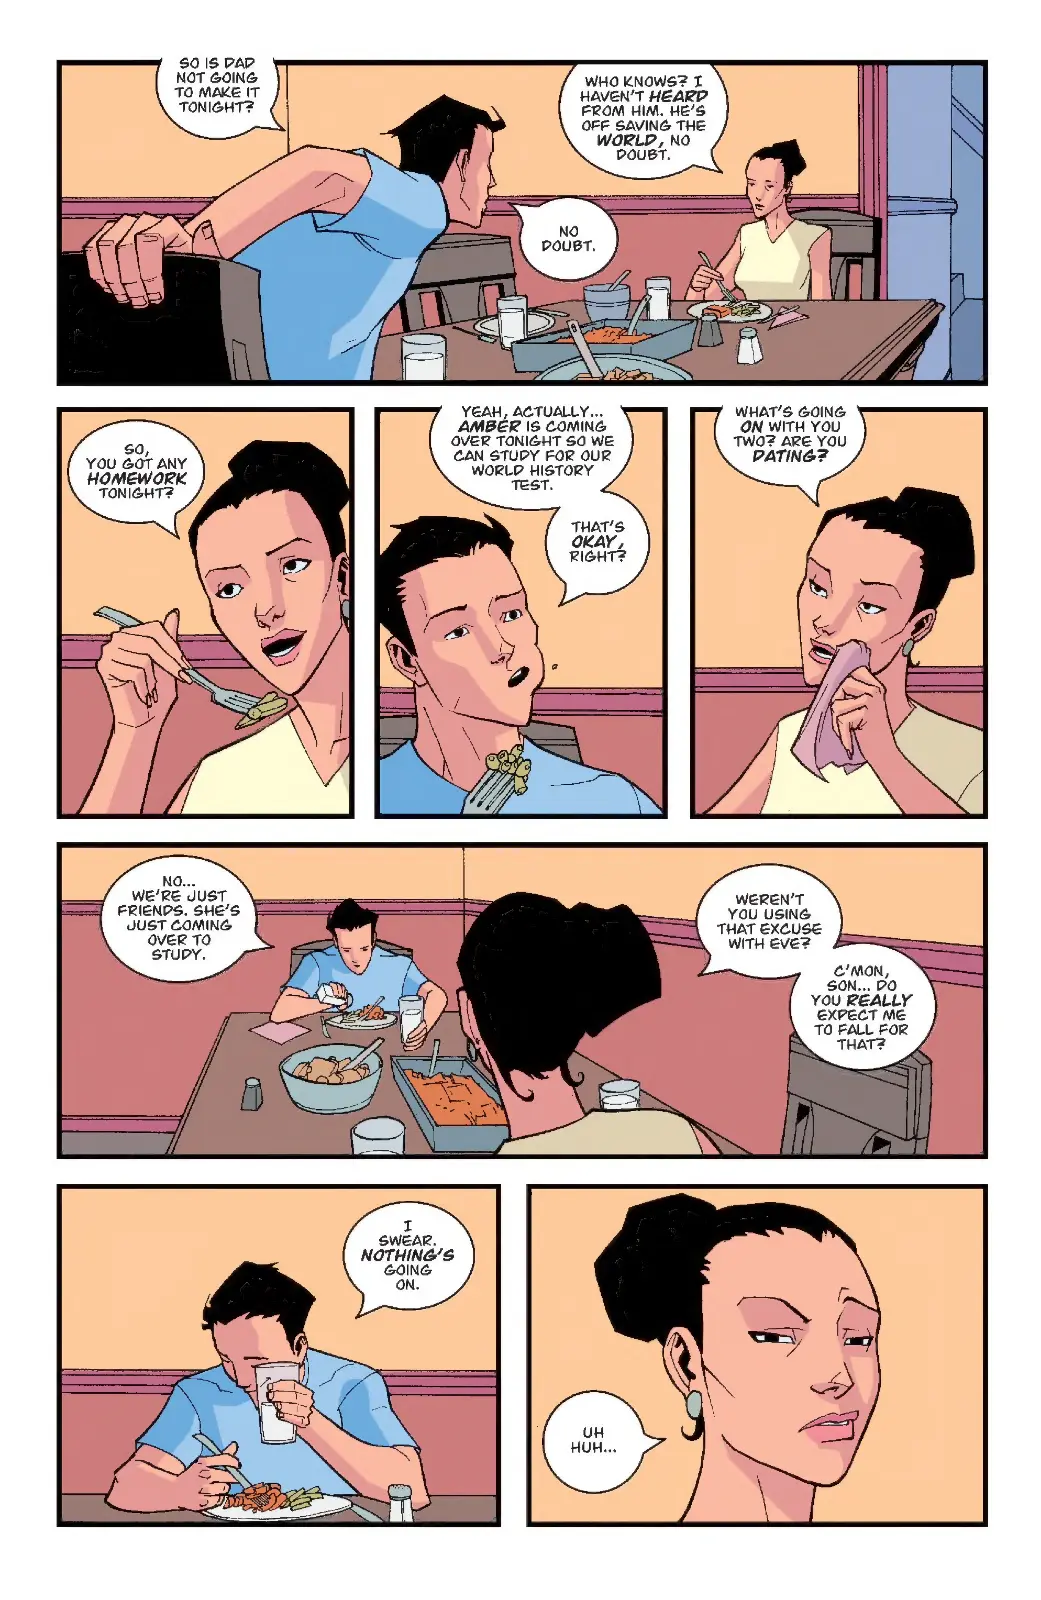 SO IS DAD
NOT GOING
TO MAKE IT
TONIGHT?
WHO KNOWS? I
HAVEN'T HEARD
FROM HIM. HE'S
OFF SAVING THE
WORLD, NO
DOUBT.
NO
DOUBT.
SO,
YOU GOT ANY
HOMEWORK
TONIGHT?
YEAH, ACTUALLY...
AMBER IS COMING
OVER TONIGHT SO WE
CAN STUDY FOR OUR
WORLD HISTORY
TEST.
THAT'S
OKAY,
RIGHT?
WHAT'S GOING
ON WITH YOU
TWO? ARE YOU
DATING?
NO...
WE'RE JUST
FRIENDS. SHE'S
JUST COMING
OVER TO
STUDY.
WEREN'T
YOU USING
THAT EXCUSE
WITH EVE?
C'MON,
SON... DO
YOU REALLY
EXPECT ME
TO FALL FOR
THAT?
I
SWEAR.
NOTHING'S
GOING
ON.
UH
HUH...